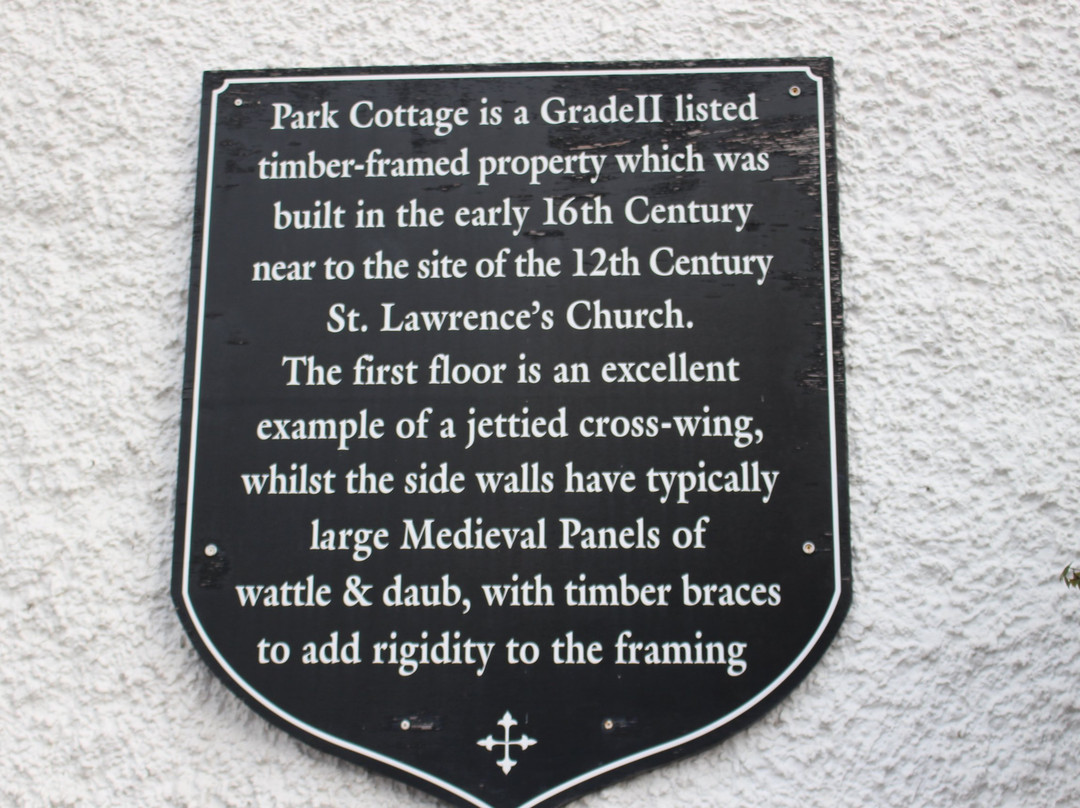 Park Cottage is a GradeII listed
timber-framed property which was
built in the early 16th Century
near to the site of the 12th Century
St. Lawrence's Church.
The first floor is an excellent
example of a jettied cross-wing,
whilst the side walls have typically
large Medieval Panels of
wattle & daub, with timber braces
to add rigidity to the framing